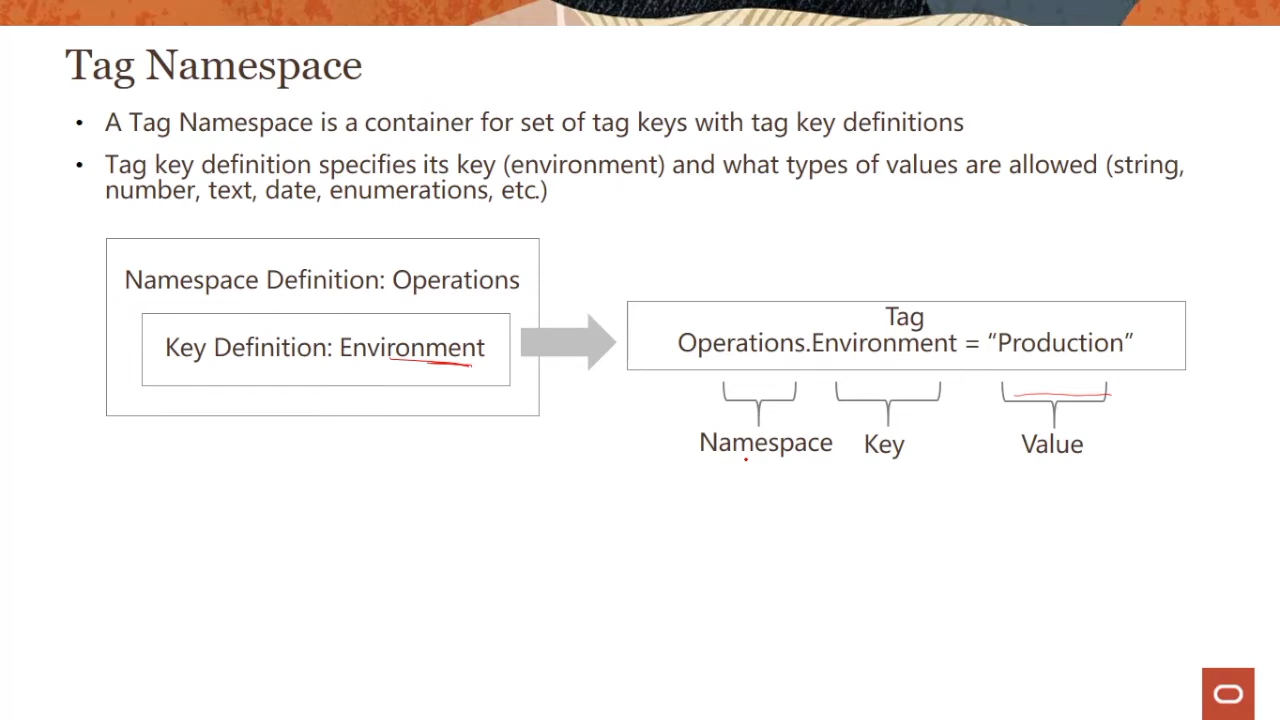 Tag Namespace
• A Tag Namespace is a container for set of tag keys with tag key definitions
• Tag key definition specifies its key (environment) and what types of values are allowed (string,
number, text, date, enumerations, etc.)
Namespace Definition: Operations
Key Definition: Environment
Tag
Operations.Environment = “Production”
Namespace
Key
Value